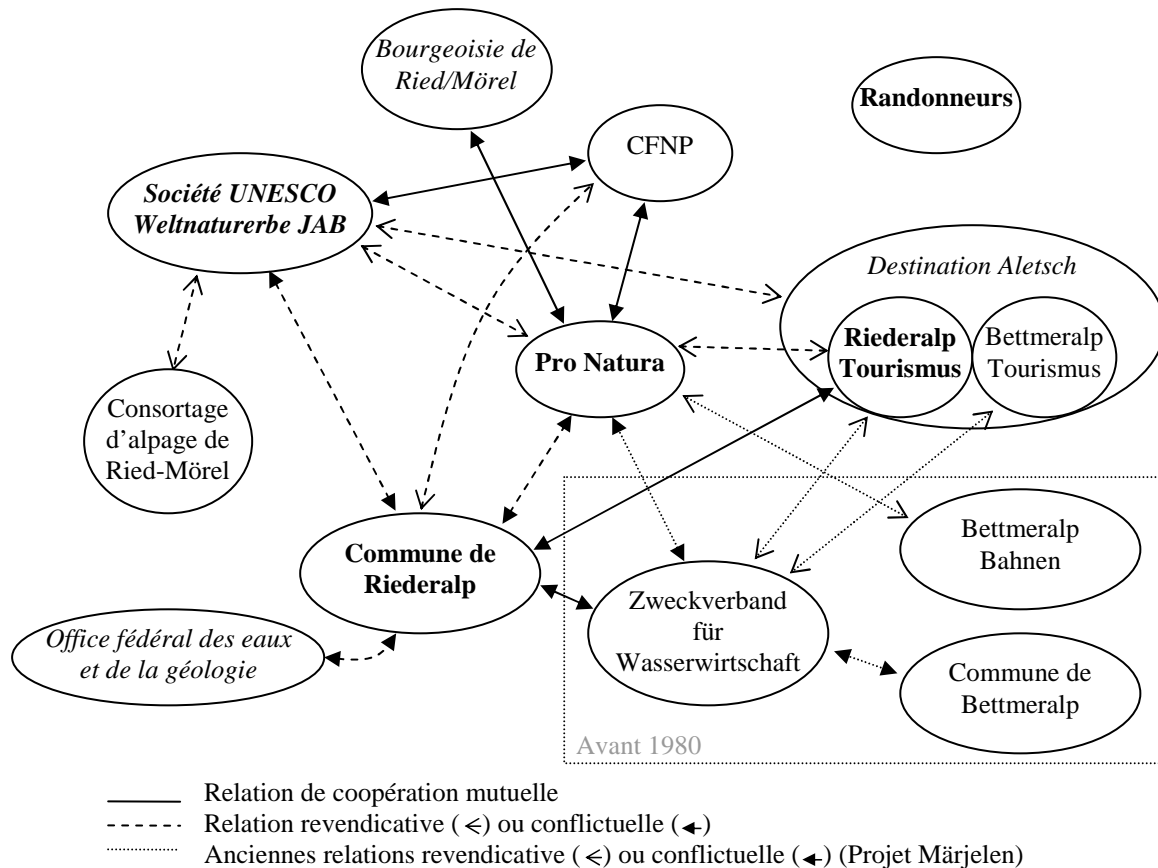 Bourgeoisie de
Ried/Mörel
Randonneurs
CFNP
Société UNESCO
Weltnaturerbe JAB
Destination Aletsch
Riederalp
Tourismus
Bettmeralp
Tourismus
Pro Natura
Consortage
d'alpage de
Ried-Mörel
Commune de
Riederalp
Bettmeralp
Bahnen
Zweckverband
für
Wasserwirtschaft
Office fédéral des eaux
et de la géologie
Commune de
Bettmeralp
Avant 1980
Relation de coopération mutuelle
Relation revendicative (<) ou conflictuelle (←)
Anciennes relations revendicative (<) ou conflictuelle (←) (Projet Märjelen)